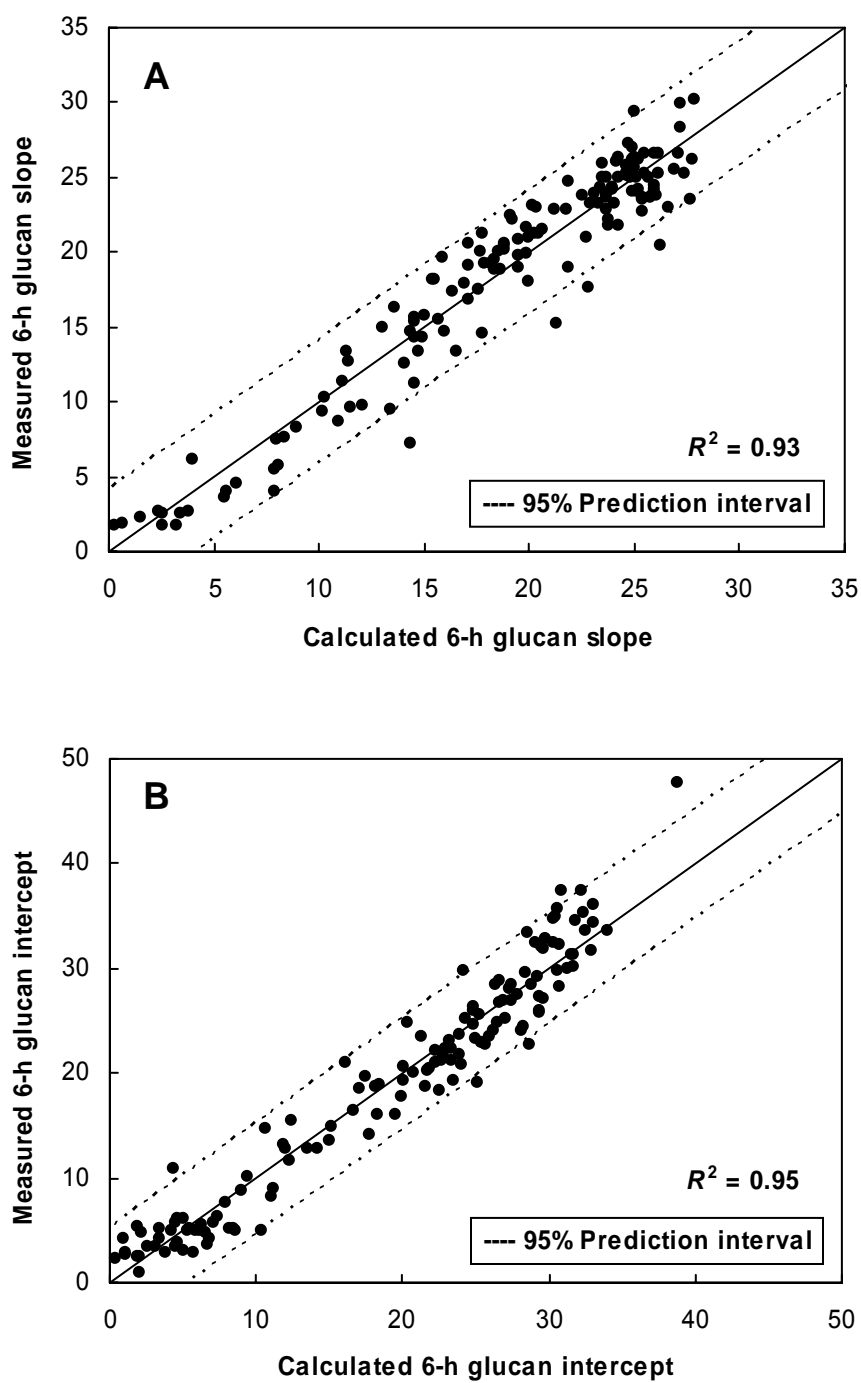 A
35
30
25
20
15
10
5
0
Measured 6-h glucan slope
R² = 0.93
---- 95% Prediction interval
0 5 10 15 20 25 30 35
Calculated 6-h glucan slope
B
50
40
30
20
10
0
Measured 6-h glucan intercept
R² = 0.95
---- 95% Prediction interval
0 10 20 30 40 50
Calculated 6-h glucan intercept